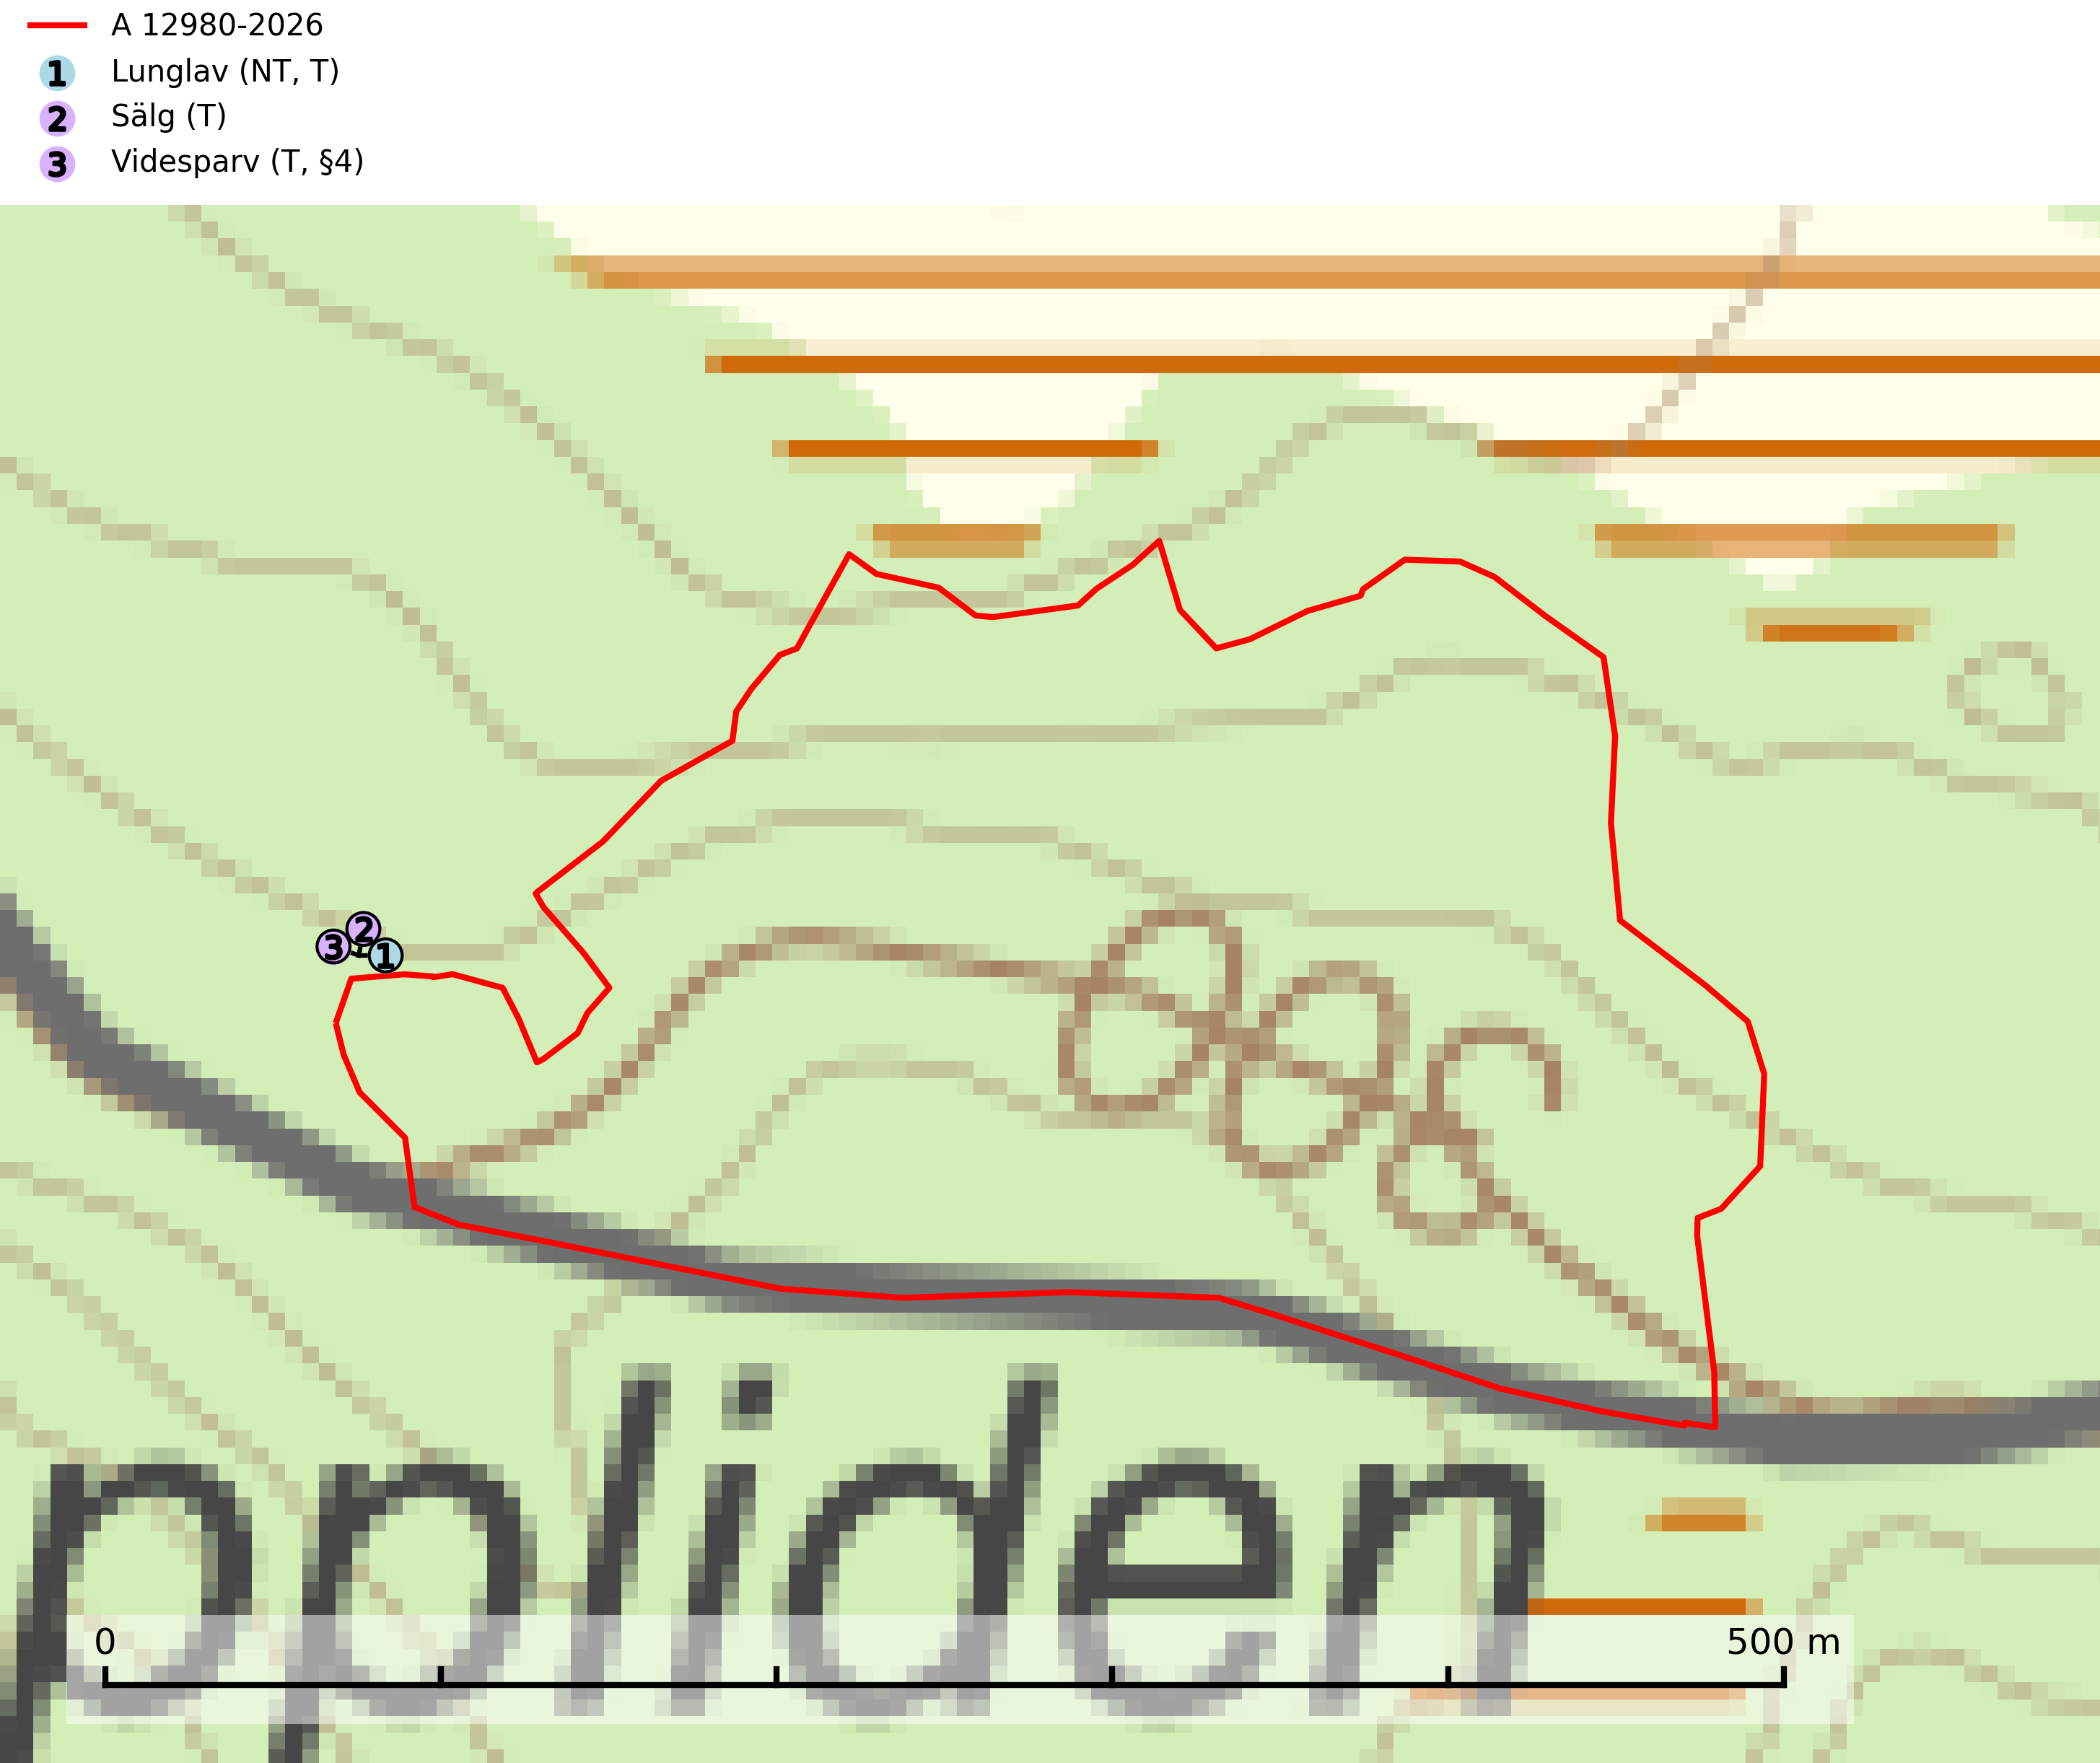 A 12980-2026
1 Lunglav (NT, T)
2 Sälg (T)
3 Videsparv (T, §4)
2
3 1
ppliden
0 500 m